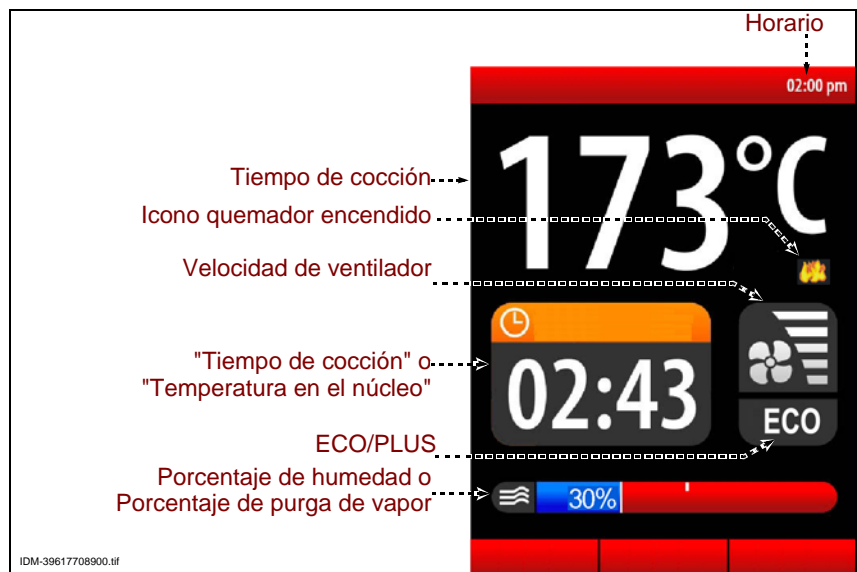 Horario
02:00 pm
173°C
Tiempo de cocción
Icono quemador encendido
Velocidad de ventilador
"Tiempo de cocción" o
"Temperatura en el núcleo"
02:43
ECO
ECO/PLUS
Porcentaje de humedad o
Porcentaje de purga de vapor
30%
IDM-39617708900.tif